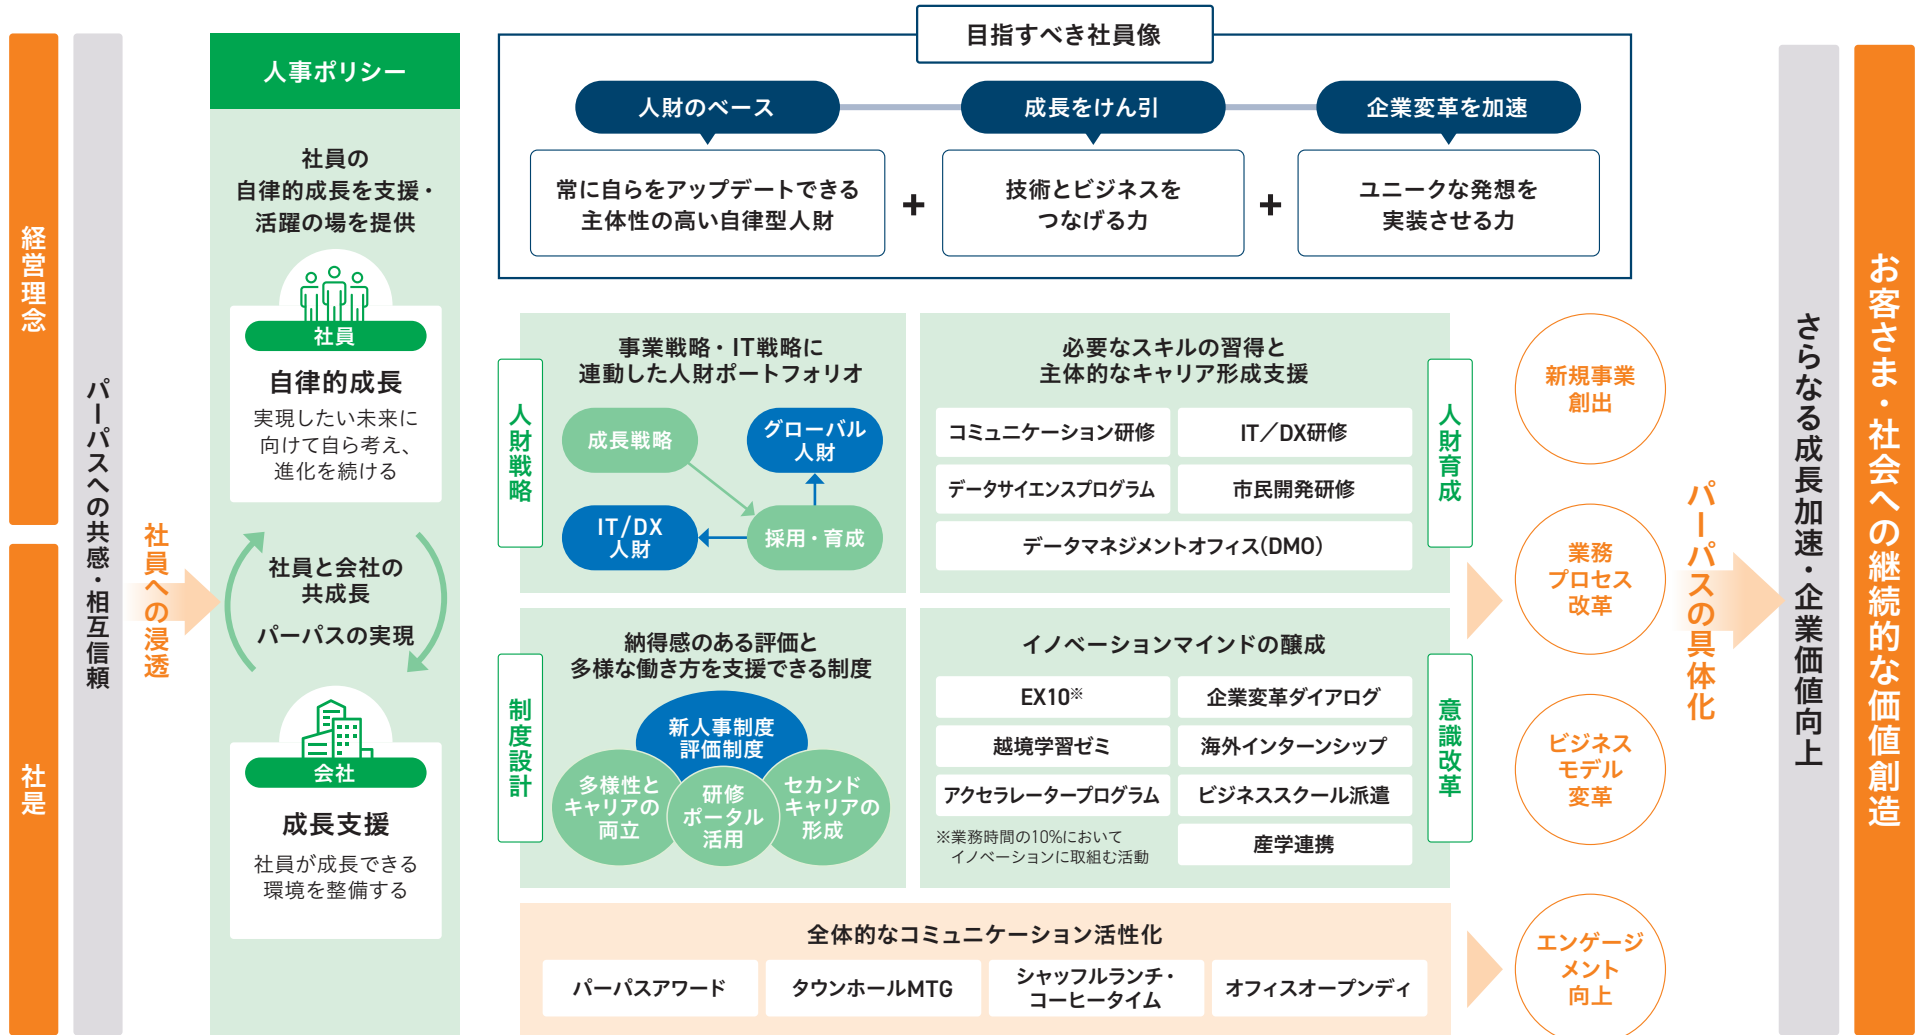 経営理念
社是
パーパスへの共感・相互信頼
社員への浸透
人事ポリシー
社員の
自律的成長を支援・
活躍の場を提供
社員
自律的成長
実現したい未来に
向けて自ら考え、
進化を続ける
社員と会社の
共成長
パーパスの実現
会社
成長支援
社員が成長できる
環境を整備する
目指すべき社員像
人財のベース
常に自らをアップデートできる
主体性の高い自律型人財
+
成長をけん引
技術とビジネスを
つなげる力
+
企業変革を加速
ユニークな発想を
実装させる力
人財戦略
事業戦略・IT戦略に
連動した人財ポートフォリオ
成長戦略
グローバル
人財
IT/DX
人財
採用・育成
人財育成
必要なスキルの習得と
主体的なキャリア形成支援
コミュニケーション研修
IT／DX研修
データサイエンスプログラム
市民開発研修
データマネジメントオフィス(DMO)
制度設計
納得感のある評価と
多様な働き方を支援できる制度
新人事制度
評価制度
多様性と
キャリアの
両立
研修
ポータル
活用
セカンド
キャリアの
形成
意識改革
イノベーションマインドの醸成
EX10※
企業変革ダイアログ
越境学習ゼミ
海外インターンシップ
アクセラレータープログラム
ビジネススクール派遣
※業務時間の10%において
イノベーションに取組む活動
産学連携
全体的なコミュニケーション活性化
パーパスアワード
タウンホールMTG
シャッフルランチ・
コーヒータイム
オフィスオープンディ
新規事業
創出
業務
プロセス
改革
ビジネス
モデル
変革
エンゲージ
メント
向上
パーパスの具体化
さらなる成長加速・企業価値向上
お客さま・社会への継続的な価値創造